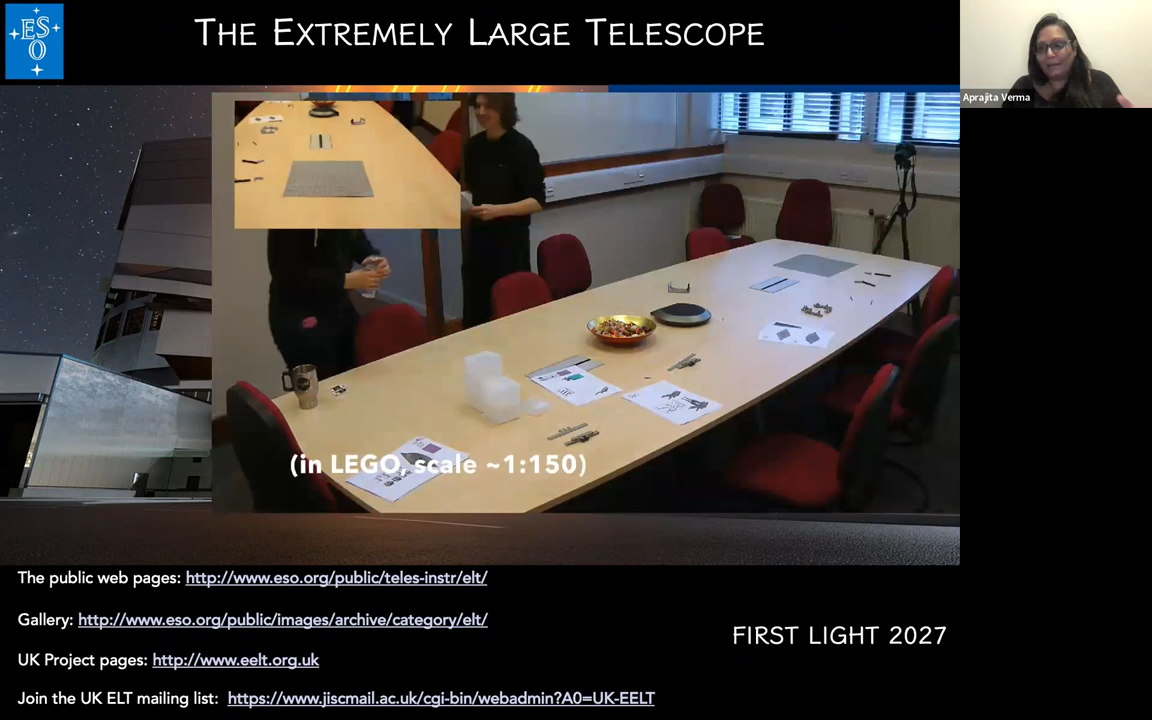 ES
O
THE EXTREMELY LARGE TELESCOPE
Aprajita Verma
(in LEGO, scale ~1:150)
The public web pages: http://www.eso.org/public/teles-instr/elt/
Gallery: http://www.eso.org/public/images/archive/category/elt/
FIRST LIGHT 2027
UK Project pages: http://www.eelt.org.uk
Join the UK ELT mailing list: https://www.jiscmail.ac.uk/cgi-bin/webadmin?A0=UK-EELT